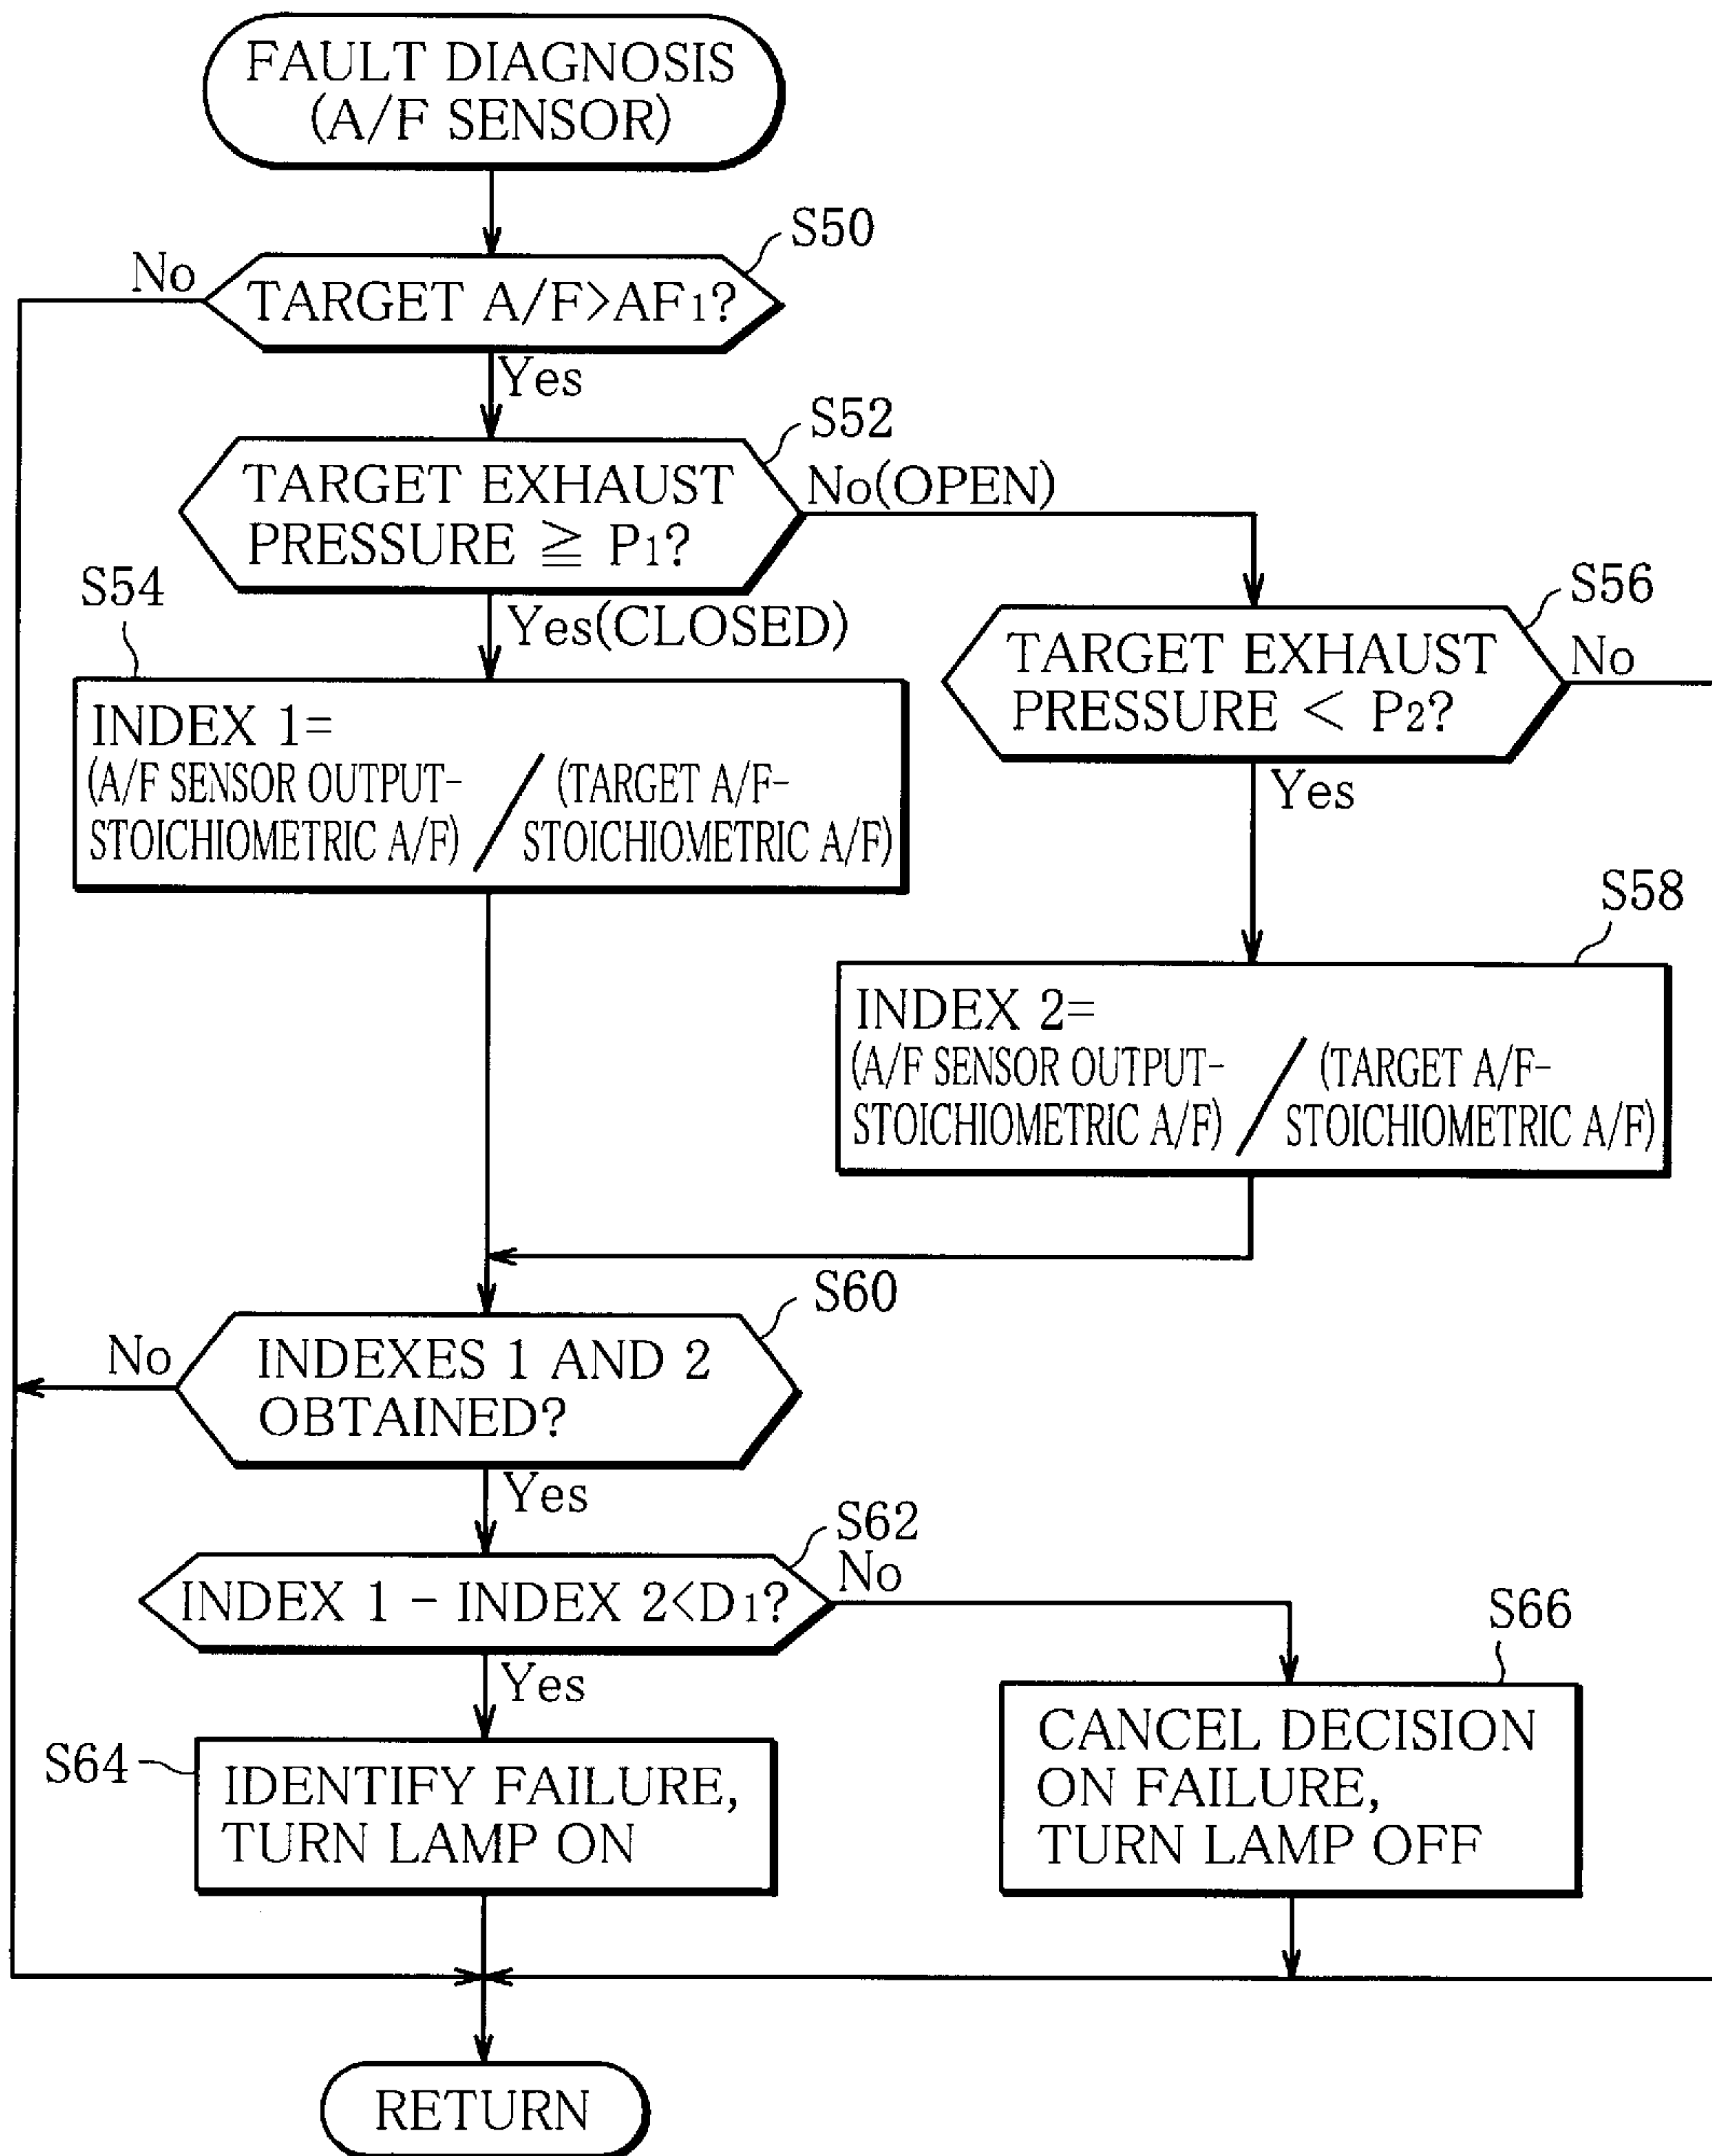 FAULT DIAGNOSIS
(A/F SENSOR)
S50
No
TARGET A/F>AF1?
Yes
S52
TARGET EXHAUST
PRESSURE ≧ P1?
No(OPEN)
S54
Yes(CLOSED)
S56
TARGET EXHAUST
PRESSURE < P2?
No
INDEX 1=
(A/F SENSOR OUTPUT-
STOICHIOMETRIC A/F)
/
(TARGET A/F-
STOICHIOMETRIC A/F)
Yes
S58
INDEX 2=
(A/F SENSOR OUTPUT-
STOICHIOMETRIC A/F)
/
(TARGET A/F-
STOICHIOMETRIC A/F)
S60
No
INDEXES 1 AND 2
OBTAINED?
Yes
S62
INDEX 1 - INDEX 2<D1?
No
Yes
S66
S64
IDENTIFY FAILURE,
TURN LAMP ON
CANCEL DECISION
ON FAILURE,
TURN LAMP OFF
RETURN